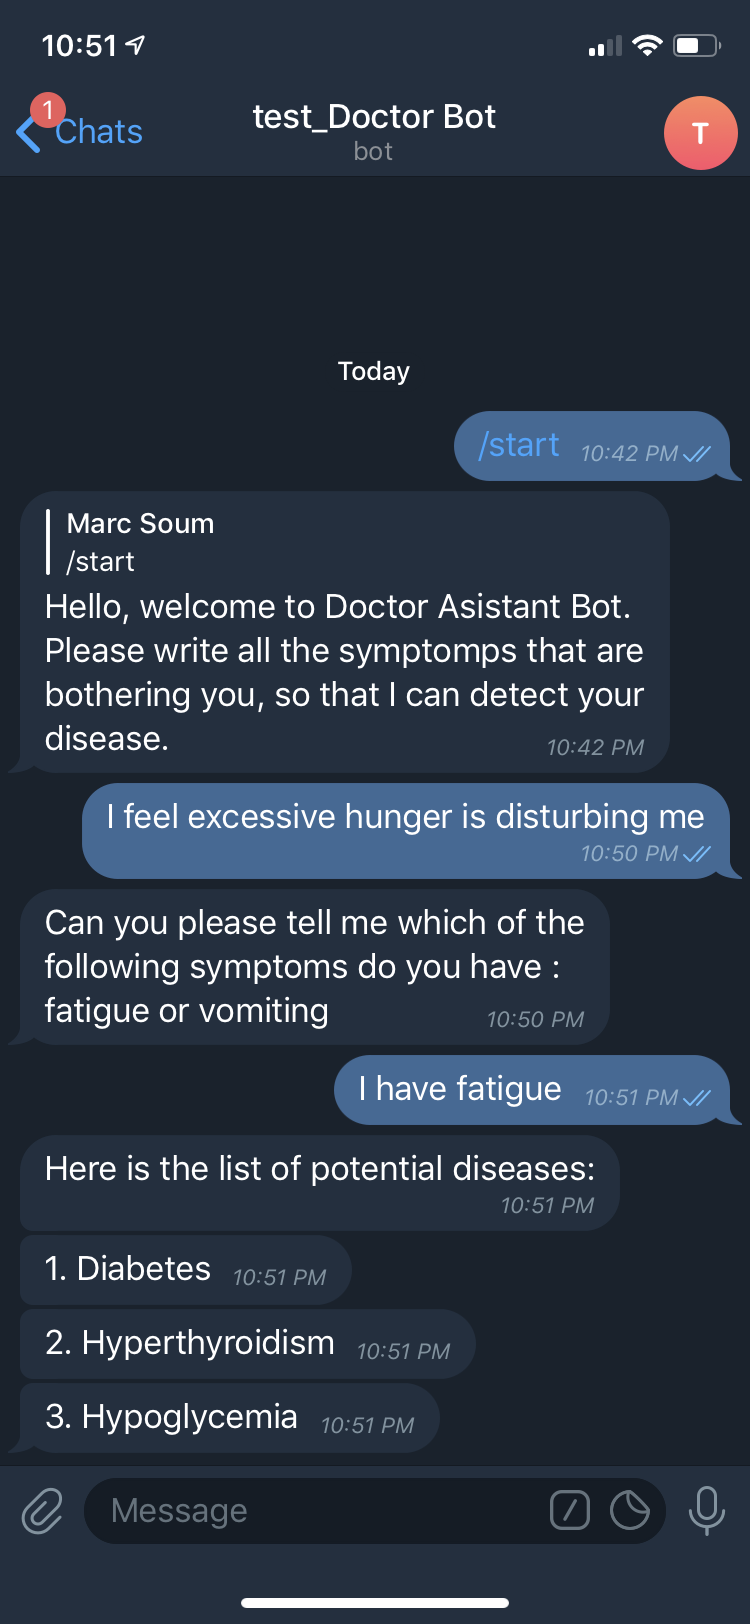 10:51
1
Chats
test_Doctor Bot
bot
T
Today
/start 10:42 PM
Marc Soum
/start
Hello, welcome to Doctor Asistant Bot.
Please write all the symptomps that are
bothering you, so that I can detect your
disease. 10:42 PM
I feel excessive hunger is disturbing me
10:50 PM
Can you please tell me which of the
following symptoms do you have :
fatigue or vomiting 10:50 PM
I have fatigue 10:51 PM
Here is the list of potential diseases:
10:51 PM
1. Diabetes 10:51 PM
2. Hyperthyroidism 10:51 PM
3. Hypoglycemia 10:51 PM
Message